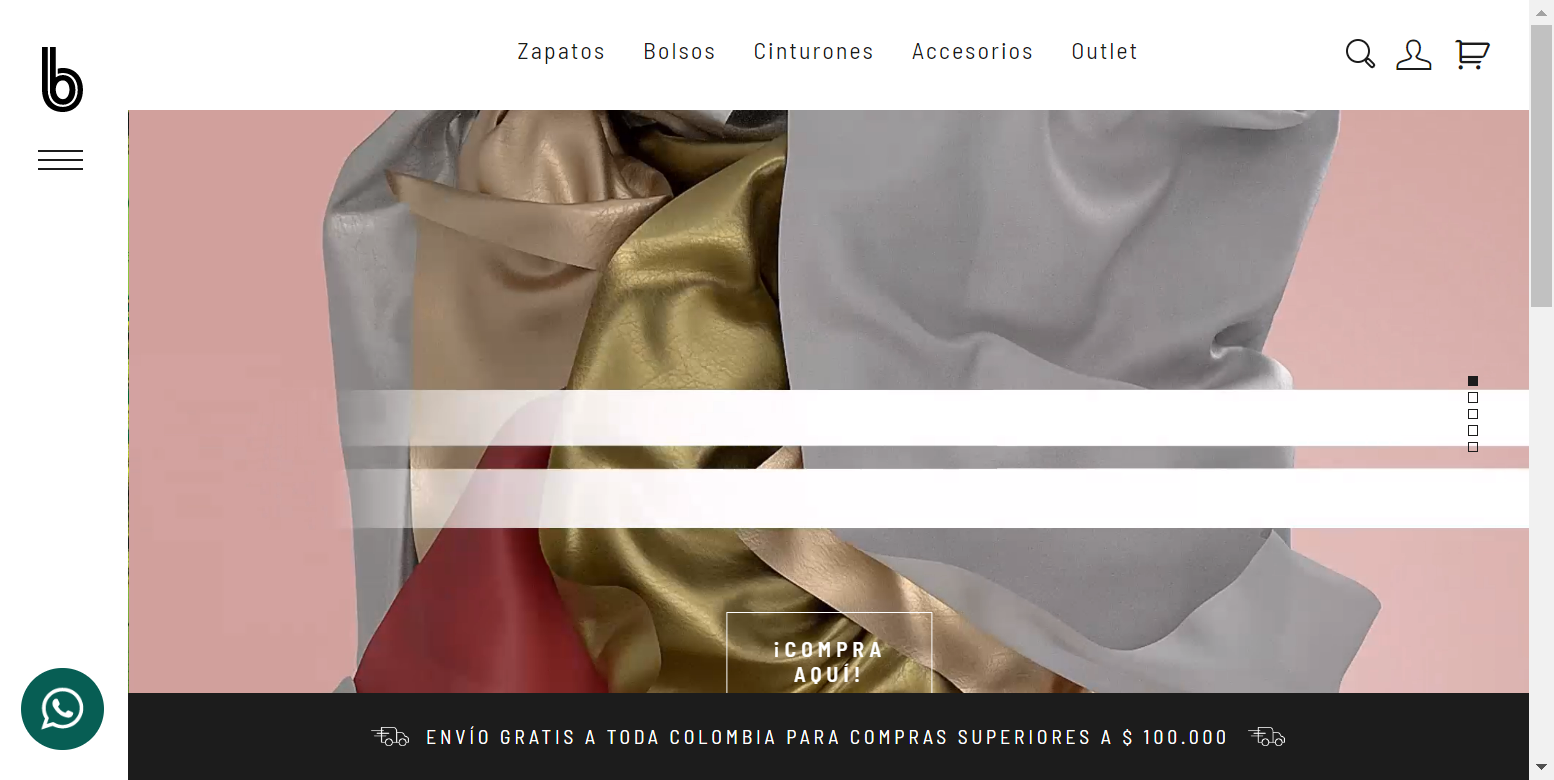 b
Zapatos Bolsos Cinturones Accesorios Outlet
¡COMPRA
AQUÍ!
ENVÍO GRATIS A TODA COLOMBIA PARA COMPRAS SUPERIORES A $ 100.000